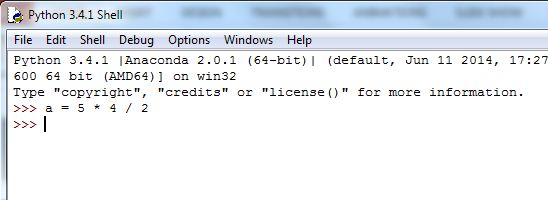 Python 3.4.1 Shell
File Edit Shell Debug Options Windows Help
Python 3.4.1 |Anaconda 2.0.1 (64-bit)| (default, Jun 11 2014, 17:27
600 64 bit (AMD64)] on win32
Type "copyright", "credits" or "license()" for more information.
>>> a = 5 * 4 / 2
>>>